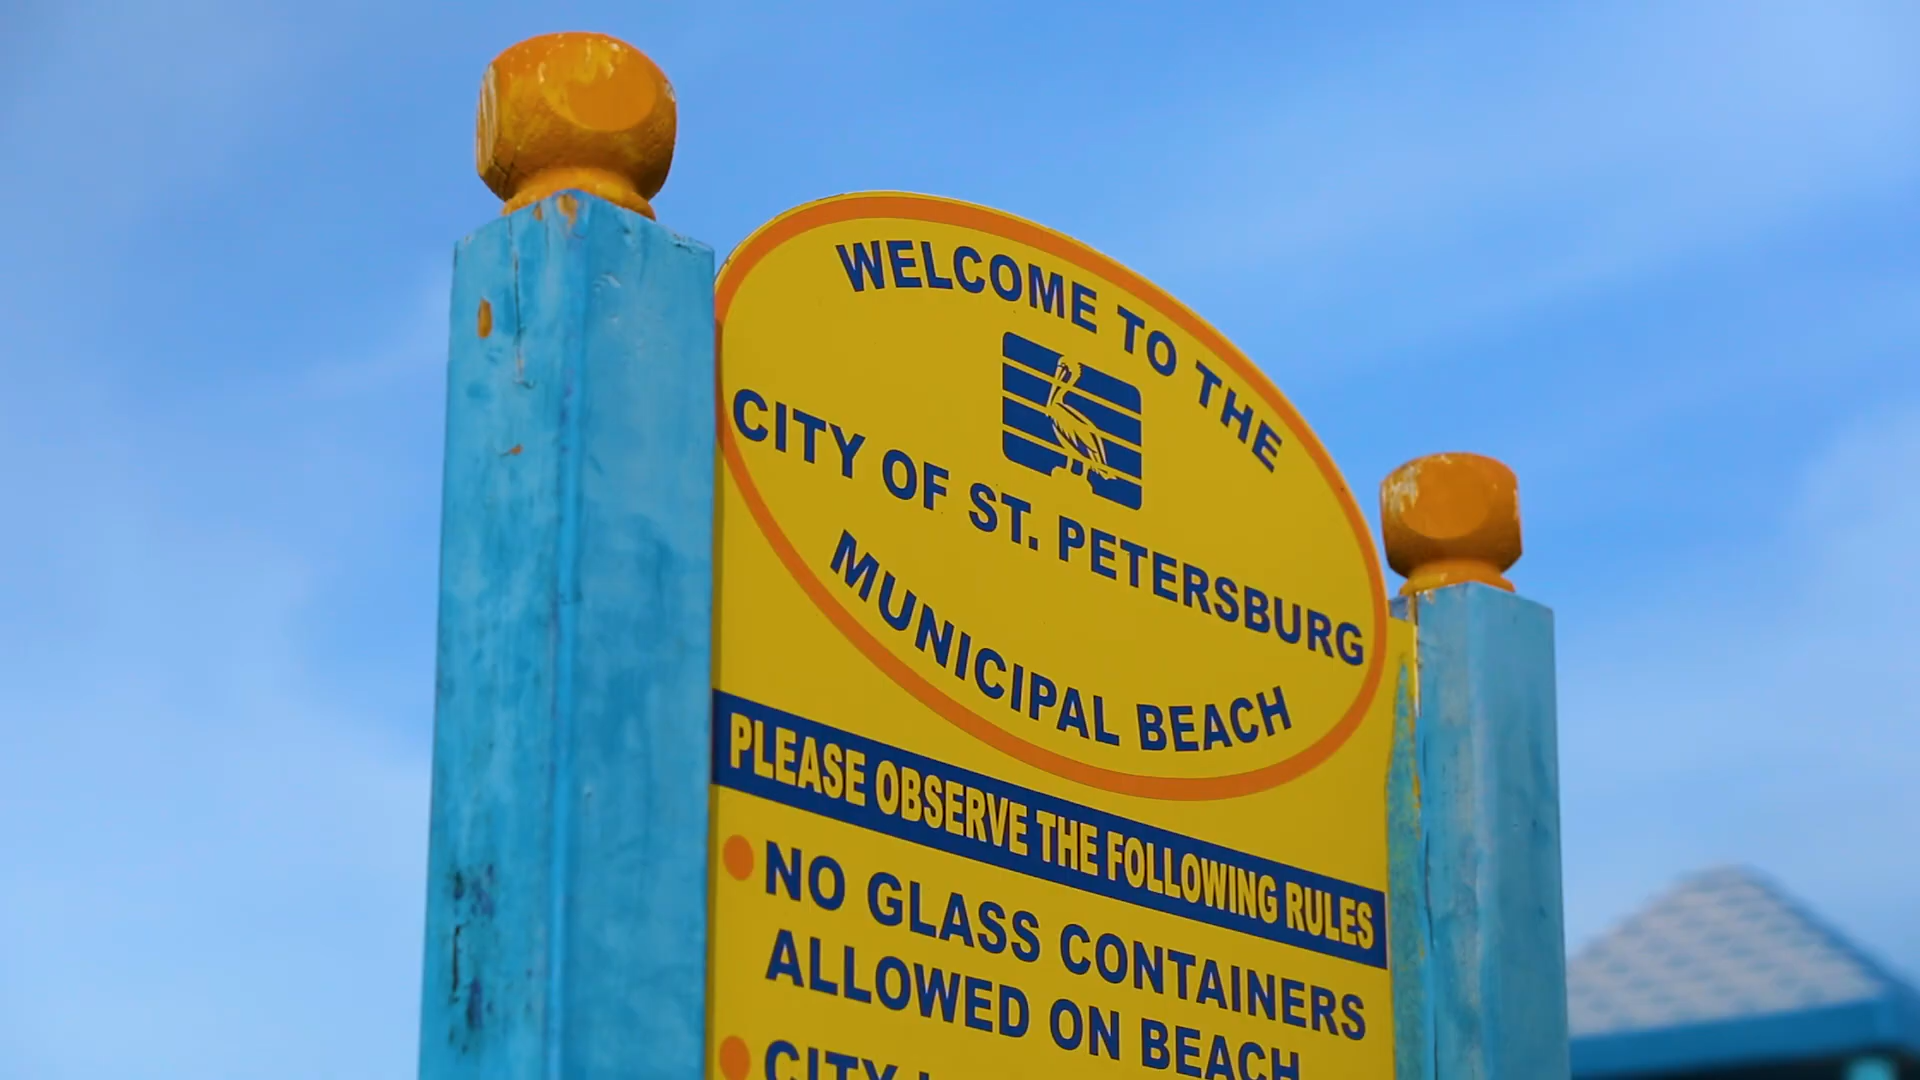 WELCOME TO THE
CITY OF ST. PETERSBURG
MUNICIPAL BEACH
PLEASE OBSERVE THE FOLLOWING RULES
NO GLASS CONTAINERS
ALLOWED ON BEACH
CITY